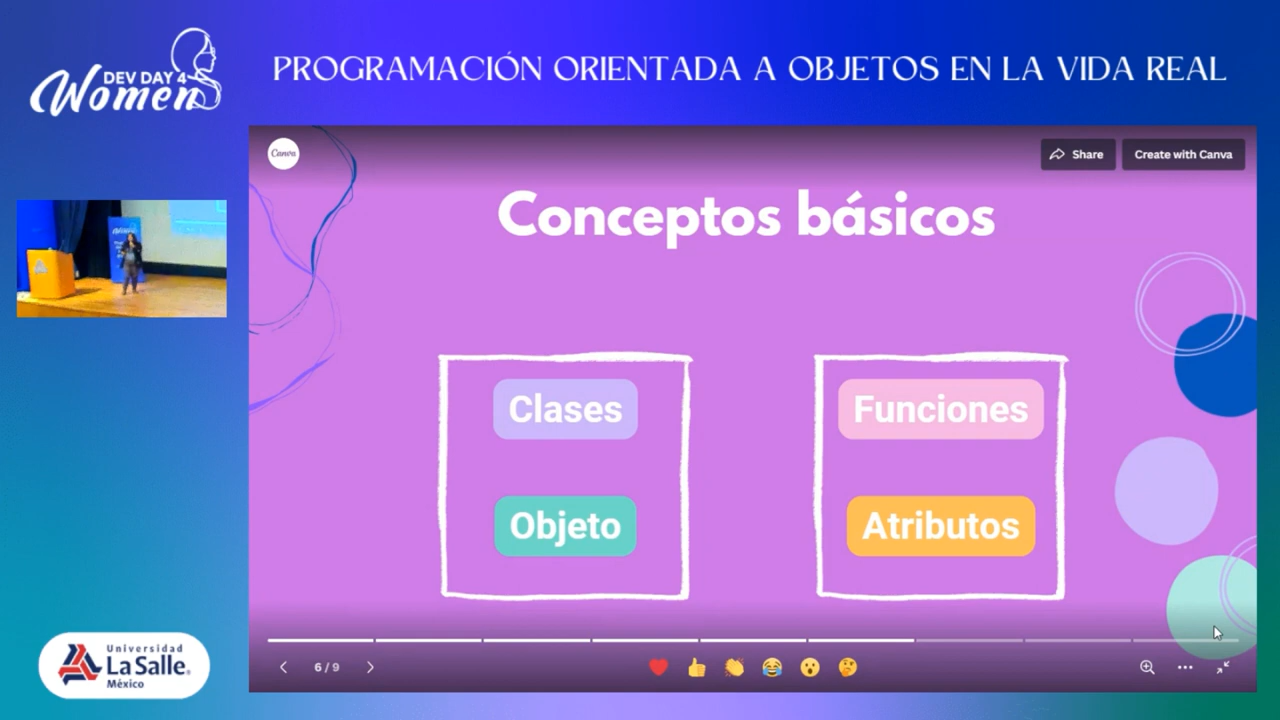 DEV DAY 4
Women
PROGRAMACIÓN ORIENTADA A OBJETOS EN LA VIDA REAL
Canva
Share
Create with Canva
Conceptos básicos
Clases
Funciones
Objeto
Atributos
6 / 9
Universidad
La Salle®
México